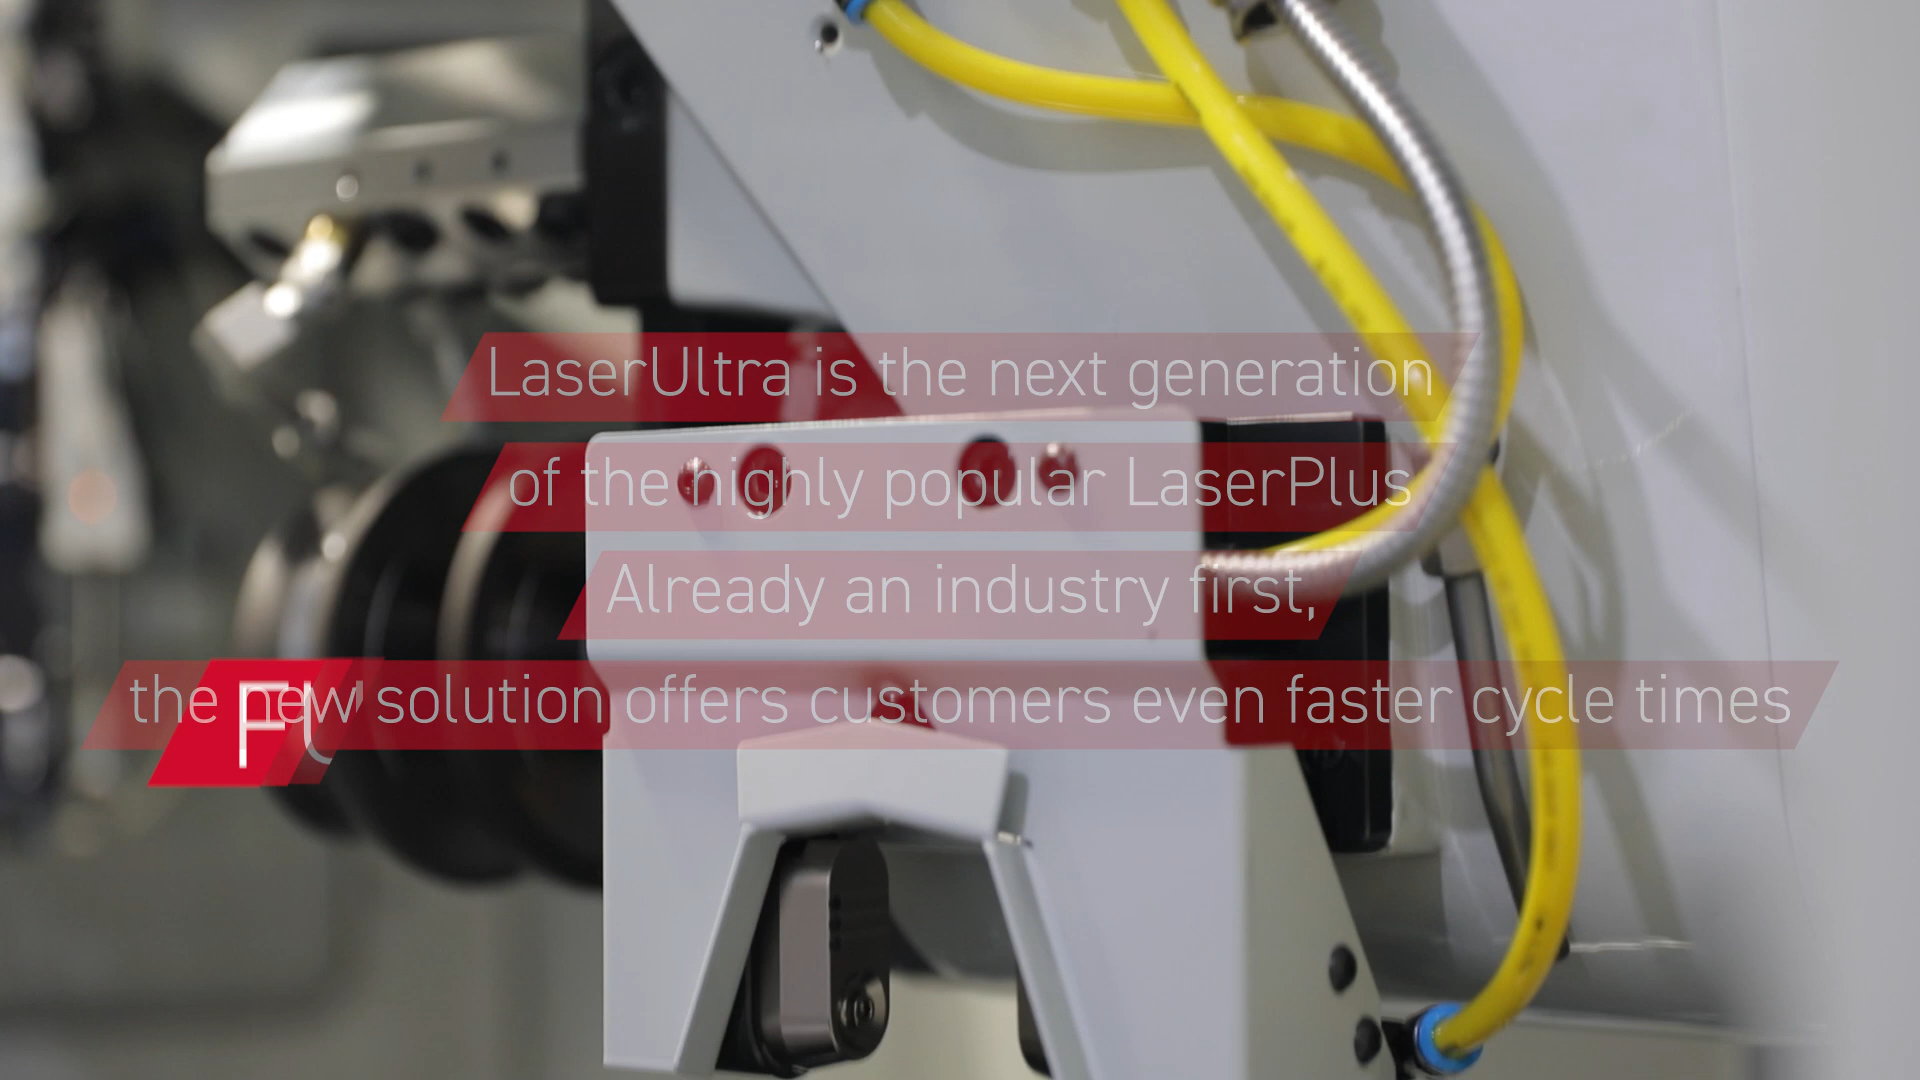 LaserUltra is the next generation
of the highly popular LaserPlus
Already an industry first,
the new solution offers customers even faster cycle times